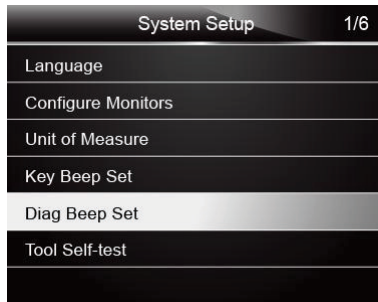 System Setup 1/6
Language
Configure Monitors
Unit of Measure
Key Beep Set
Diag Beep Set
Tool Self-test